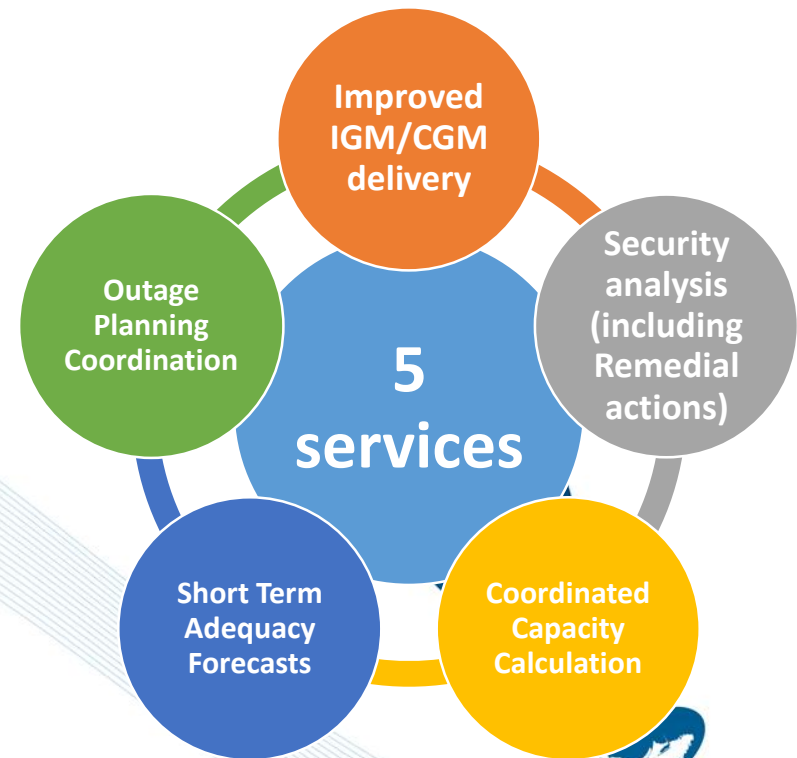 Improved
IGM/CGM
delivery
Security
analysis
(including
Remedial
actions)
Outage
Planning
Coordination
5
services
Short Term
Adequacy
Forecasts
Coordinated
Capacity
Calculation